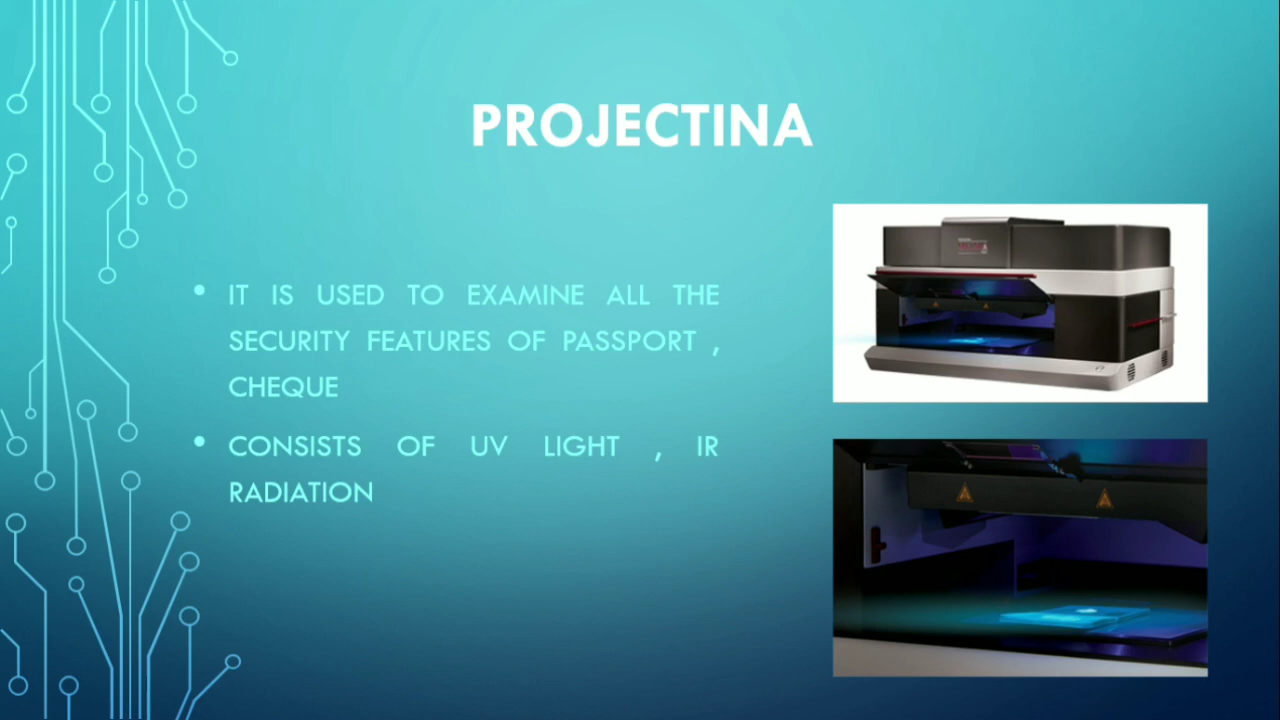 PROJECTINA
• IT IS USED TO EXAMINE ALL THE
SECURITY FEATURES OF PASSPORT ,
CHEQUE
• CONSISTS OF UV LIGHT , IR
RADIATION